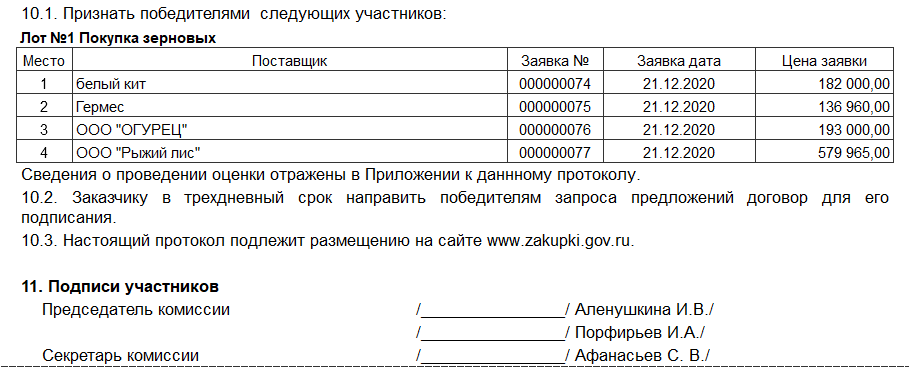 10.1. Признать победителями следующих участников:
Лот №1 Покупка зерновых
Место Поставщик Заявка № Заявка дата Цена заявки
1 белый кит 000000074 21.12.2020 182 000,00
2 Гермес 000000075 21.12.2020 136 960,00
3 ООО "ОГУРЕЦ" 000000076 21.12.2020 193 000,00
4 ООО "Рыжий лис" 000000077 21.12.2020 579 965,00
Сведения о проведении оценки отражены в Приложении к даннному протоколу.
10.2. Заказчику в трехдневный срок направить победителям запроса предложений договор для его
подписания.
10.3. Настоящий протокол подлежит размещению на сайте www.zakupki.gov.ru.
11. Подписи участников
Председатель комиссии /________________/ Аленушкина И.В./
/________________/ Порфирьев И.А./
Секретарь комиссии /________________/ Афанасьев С. В./